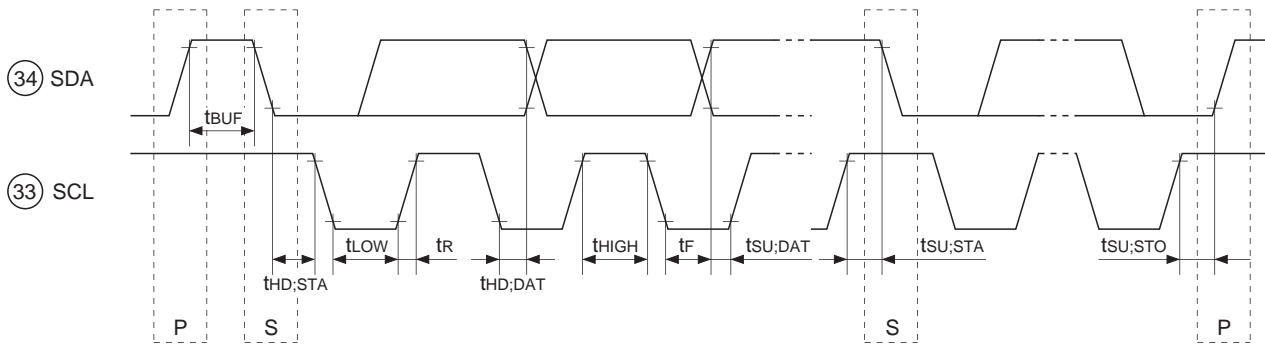 34 SDA
tBUF
33 SCL
tLOW tR tHIGH tF tSU;DAT tSU;STA tSU;STO
tHD;STA tHD;DAT
P S S P